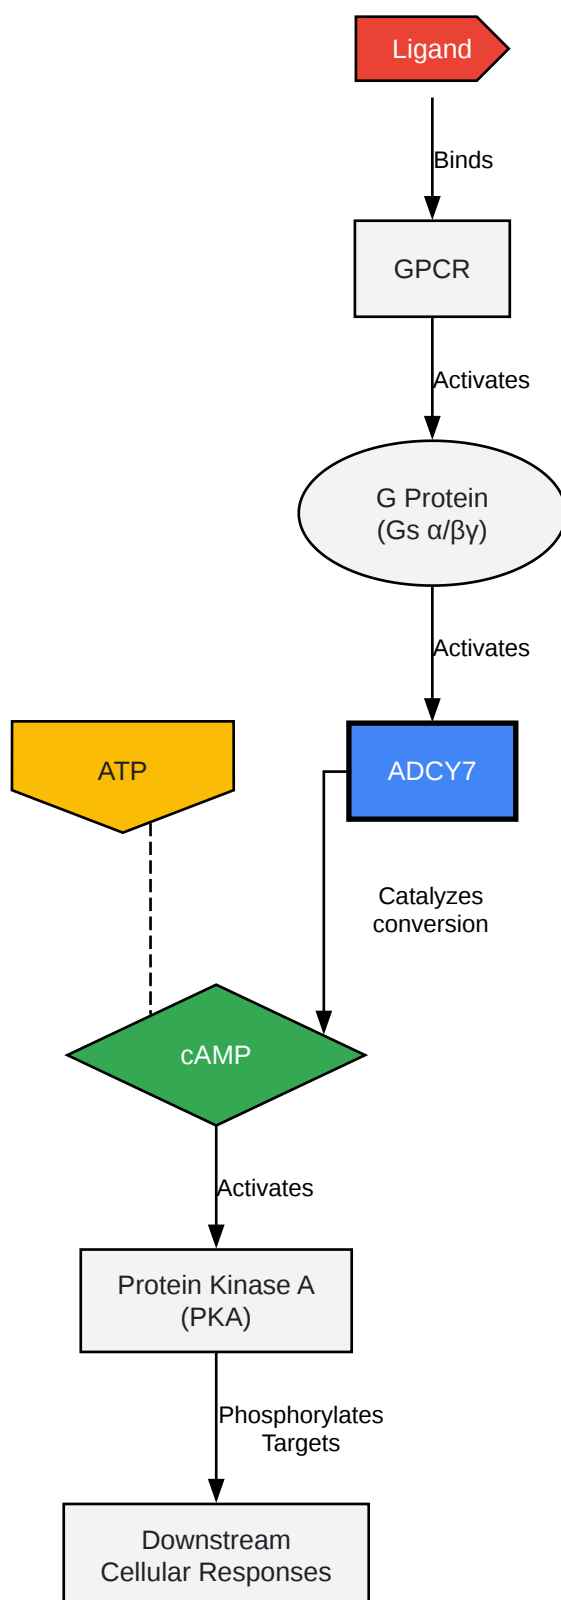 Ligand
Binds
GPCR
Activates
G Protein
(Gs α/βγ)
Activates
ATP
ADCY7
Catalyzes
conversion
cAMP
Activates
Protein Kinase A
(PKA)
Phosphorylates
Targets
Downstream
Cellular Responses